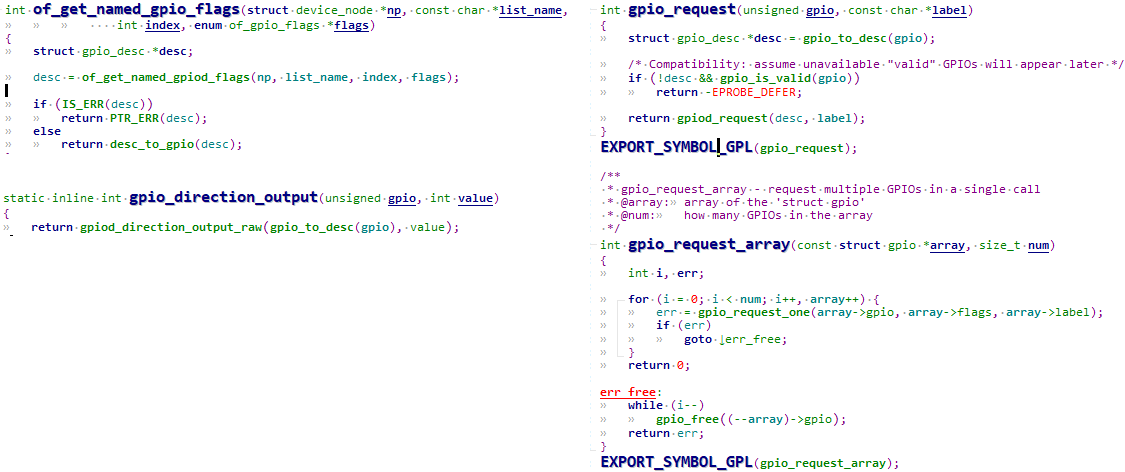 int of_get_named_gpio_flags(struct device_node *np, const char *list_name,
int index, enum of_gpio_flags *flags)
{
struct gpio_desc *desc;
desc = of_get_named_gpiod_flags(np, list_name, index, flags);
if (IS_ERR(desc))
return PTR_ERR(desc);
else
return desc_to_gpio(desc);
static inline int gpio_direction_output(unsigned gpio, int value)
{
return gpiod_direction_output_raw(gpio_to_desc(gpio), value);
int gpio_request(unsigned gpio, const char *label)
{
struct gpio_desc *desc = gpio_to_desc(gpio);
/* Compatibility: assume unavailable "valid" GPIOs will appear later */
if (!desc && gpio_is_valid(gpio))
return -EPROBE_DEFER;
return gpiod_request(desc, label);
}
EXPORT_SYMBOL_GPL(gpio_request);
/**
* gpio_request_array - request multiple GPIOs in a single call
* @array: array of the 'struct gpio'
* @num: how many GPIOs in the array
*/
int gpio_request_array(const struct gpio *array, size_t num)
{
int i, err;
for (i = 0; i < num; i++, array++) {
err = gpio_request_one(array->gpio, array->flags, array->label);
if (err)
goto ↓err_free;
}
return 0;
err_free:
while (i--)
gpio_free((--array)->gpio);
return err;
}
EXPORT_SYMBOL_GPL(gpio_request_array);